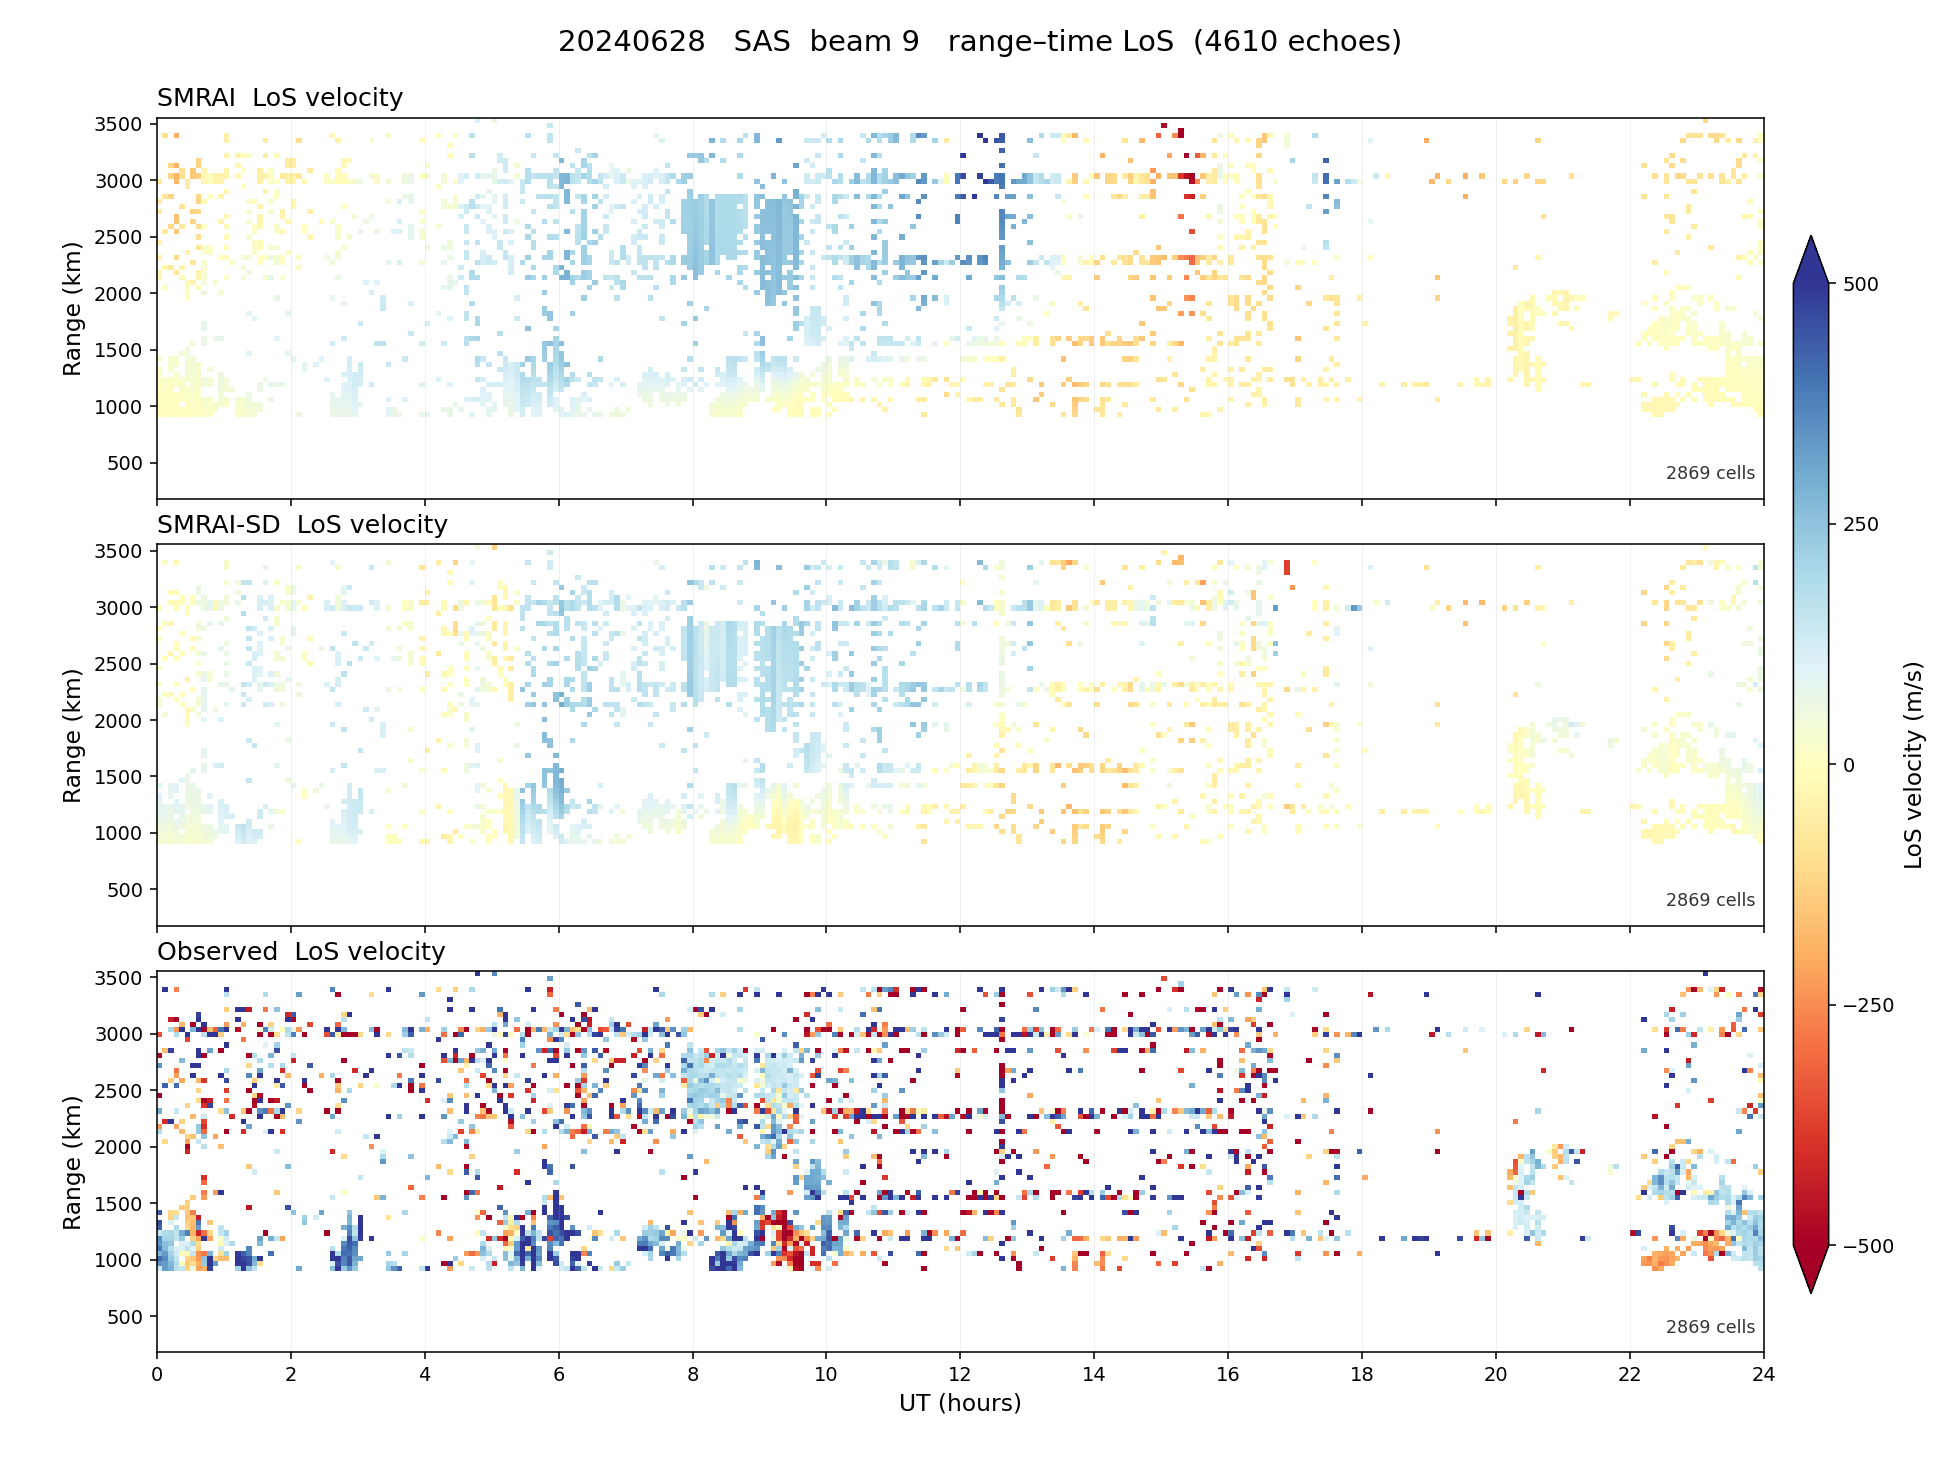 20240628   SAS  beam 9   range–time LoS  (4610 echoes)
SMRAI  LoS velocity
3500
3000
2500
2000
1500
1000
500
Range (km)
2869 cells
SMRAI-SD  LoS velocity
3500
3000
2500
2000
1500
1000
500
Range (km)
2869 cells
Observed  LoS velocity
3500
3000
2500
2000
1500
1000
500
Range (km)
2869 cells
0 2 4 6 8 10 12 14 16 18 20 22 24
UT (hours)
500
250
0
−250
−500
LoS velocity (m/s)